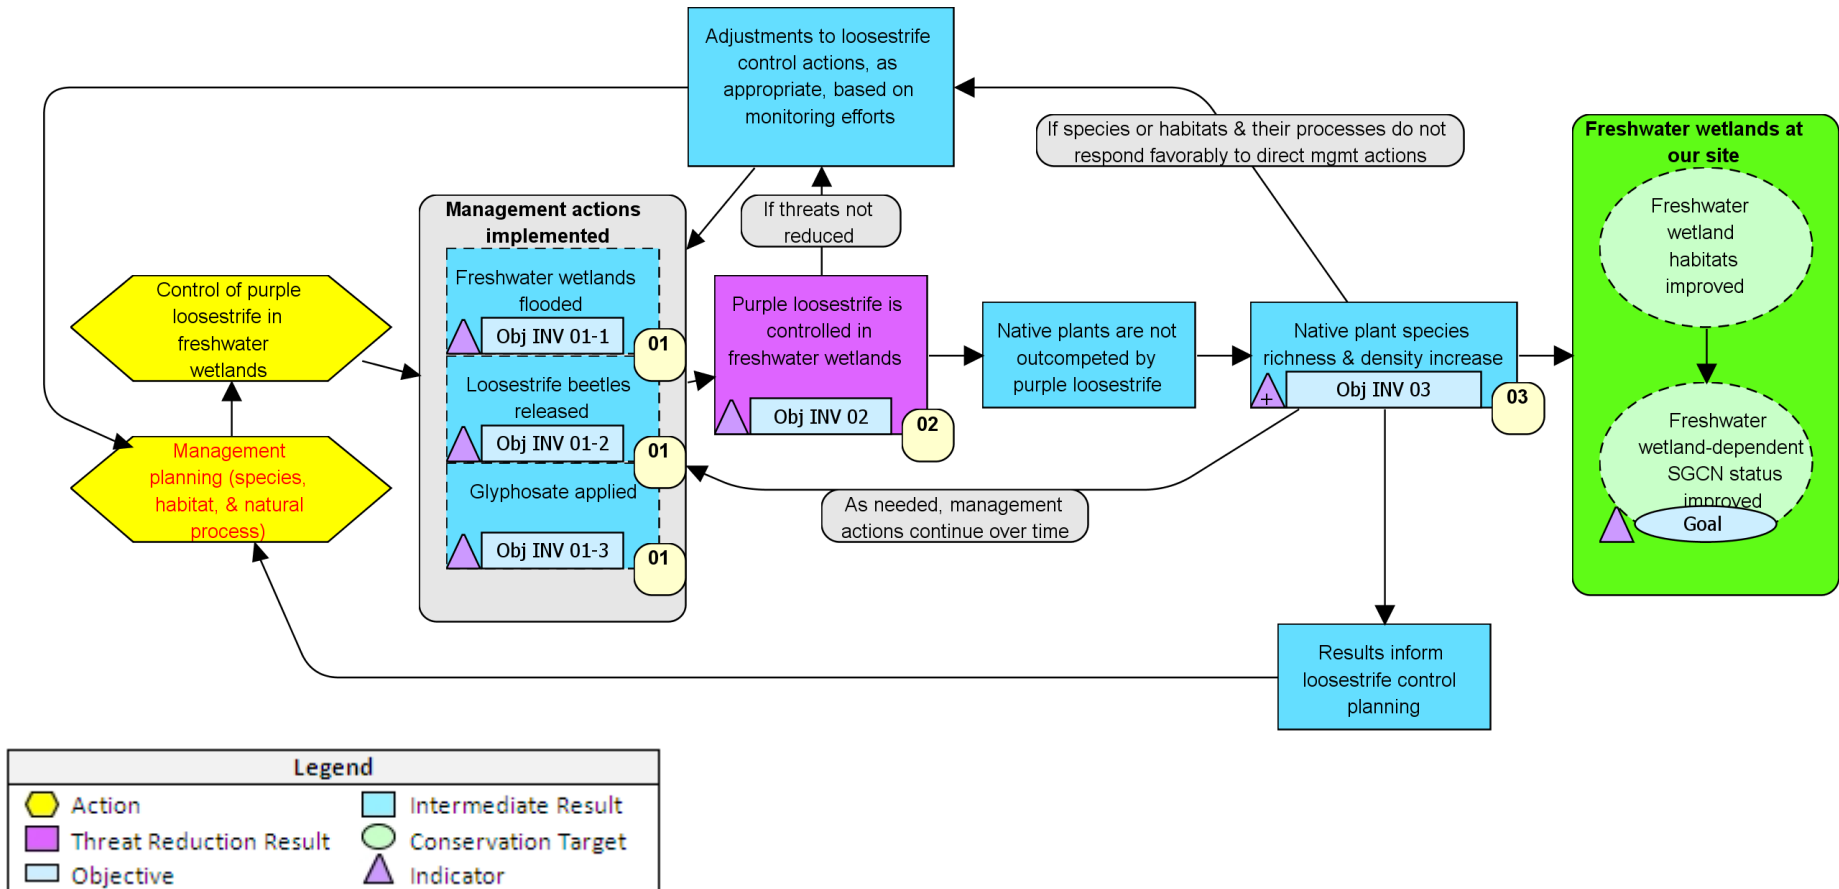 Adjustments to loosestrife
control actions, as
appropriate, based on
monitoring efforts
If species or habitats & their processes do not
respond favorably to direct mgmt actions
Freshwater wetlands at
our site
Freshwater
wetland
habitats
improved
Freshwater
wetland-dependent
SGCN status
improved
Goal
If threats not
reduced
Management actions
implemented
Freshwater wetlands
flooded
Obj INV 01-1
01
Loosestrife beetles
released
Obj INV 01-2
01
Glyphosate applied
Obj INV 01-3
01
Control of purple
loosestrife in
freshwater
wetlands
Management
planning (species,
habitat, & natural
process)
Purple loosestrife is
controlled in
freshwater wetlands
Obj INV 02
02
Native plants are not
outcompeted by
purple loosestrife
Native plant species
richness & density increase
+
Obj INV 03
03
As needed, management
actions continue over time
Results inform
loosestrife control
planning
Legend
Action
Intermediate Result
Threat Reduction Result
Conservation Target
Objective
Indicator